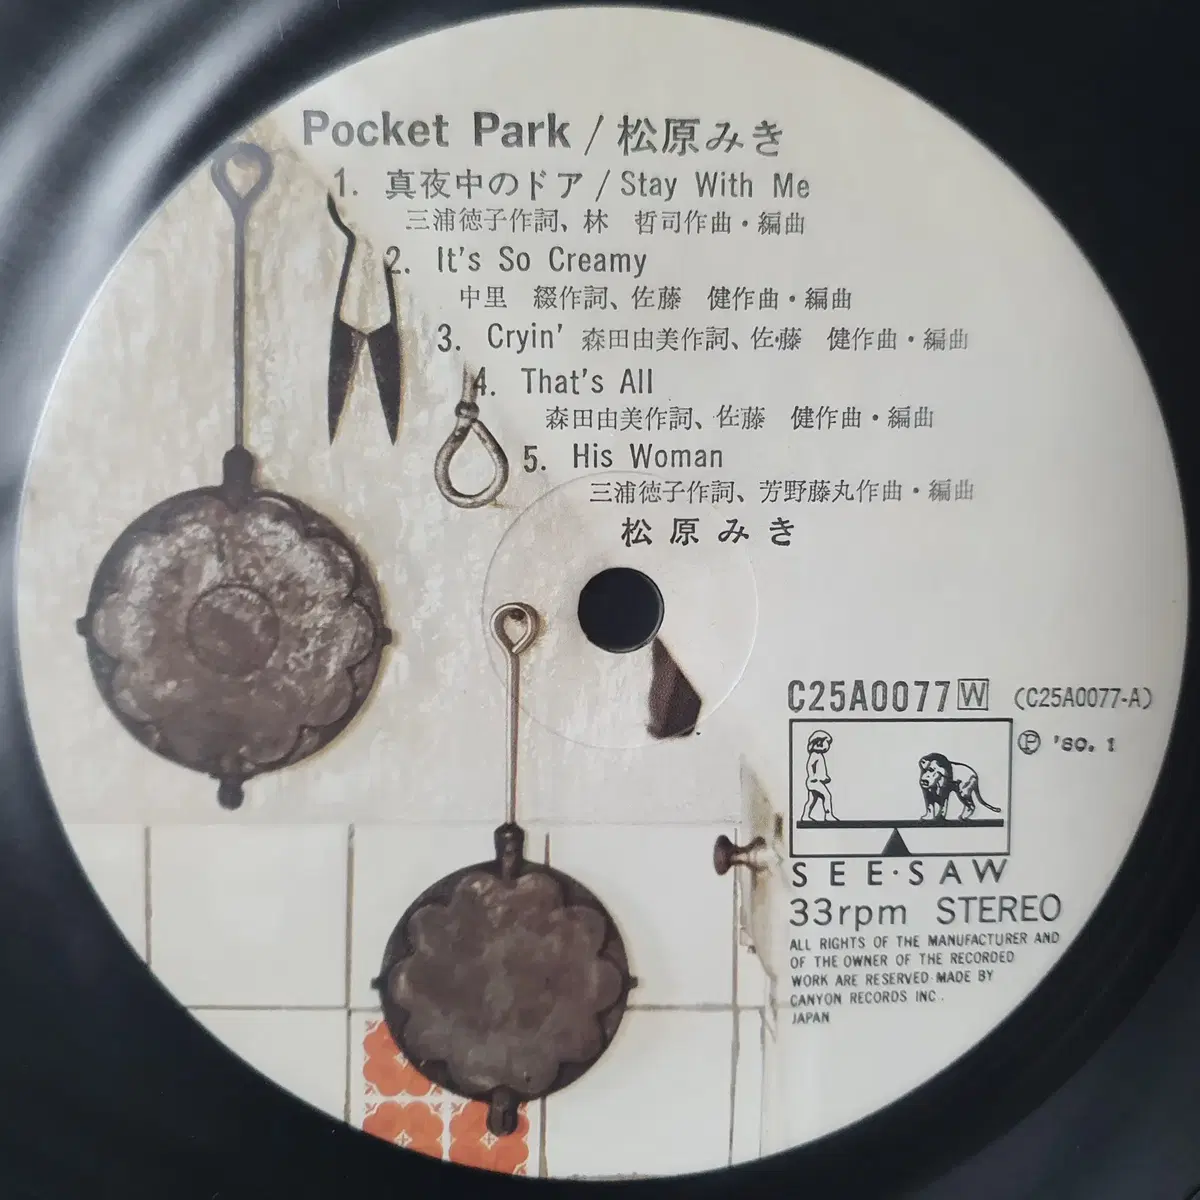 Pocket Park / 松原みき
1. 真夜中のドア / Stay With Me
三浦徳子作詞、林 哲司作曲・編曲
2. It's So Creamy
中里 綴作詞、佐藤 健作曲・編曲
3. Cryin' 森田由美作詞、佐藤 健作曲・編曲
4. That's All
森田由美作詞、佐藤 健作曲・編曲
5. His Woman
三浦徳子作詞、芳野藤丸作曲・編曲
松原みき
C25A0077 W (C25A0077-A)
Ⓟ '80. 1
SEE・SAW
33rpm STEREO
ALL RIGHTS OF THE MANUFACTURER AND
OF THE OWNER OF THE RECORDED
WORK ARE RESERVED·MADE BY
CANYON RECORDS INC.
JAPAN